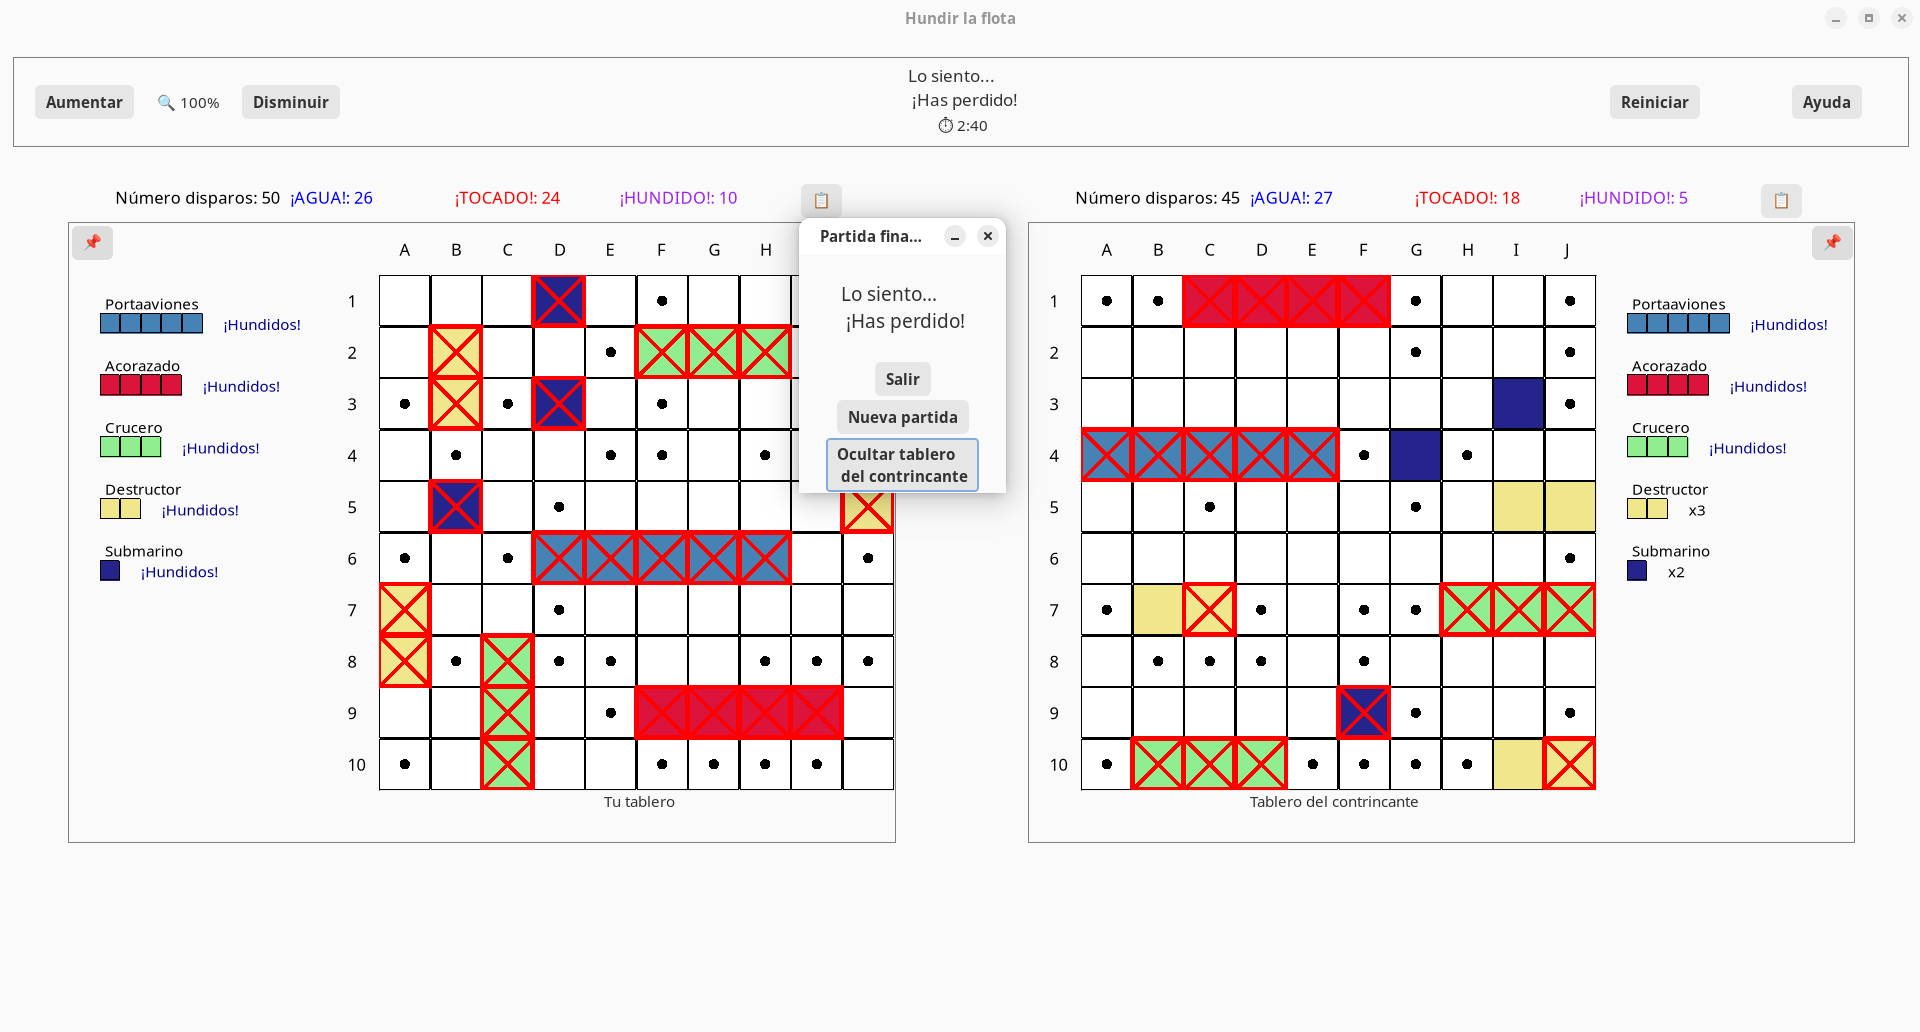 Hundir la flota
Aumentar
🔍 100%
Disminuir
Lo siento...
¡Has perdido!
⏱ 2:40
Reiniciar
Ayuda
Número disparos: 50 ¡AGUA!: 26 ¡TOCADO!: 24 ¡HUNDIDO!: 10
Número disparos: 45 ¡AGUA!: 27 ¡TOCADO!: 18 ¡HUNDIDO!: 5
A B C D E F G H
1
2
3
4
5
6
7
8
9
10
Portaaviones
¡Hundidos!
Acorazado
¡Hundidos!
Crucero
¡Hundidos!
Destructor
¡Hundidos!
Submarino
¡Hundidos!
Tu tablero
Partida fina...
Lo siento...
¡Has perdido!
Salir
Nueva partida
Ocultar tablero
del contrincante
A B C D E F G H I J
1
2
3
4
5
6
7
8
9
10
Portaaviones
¡Hundidos!
Acorazado
¡Hundidos!
Crucero
¡Hundidos!
Destructor
x3
Submarino
x2
Tablero del contrincante